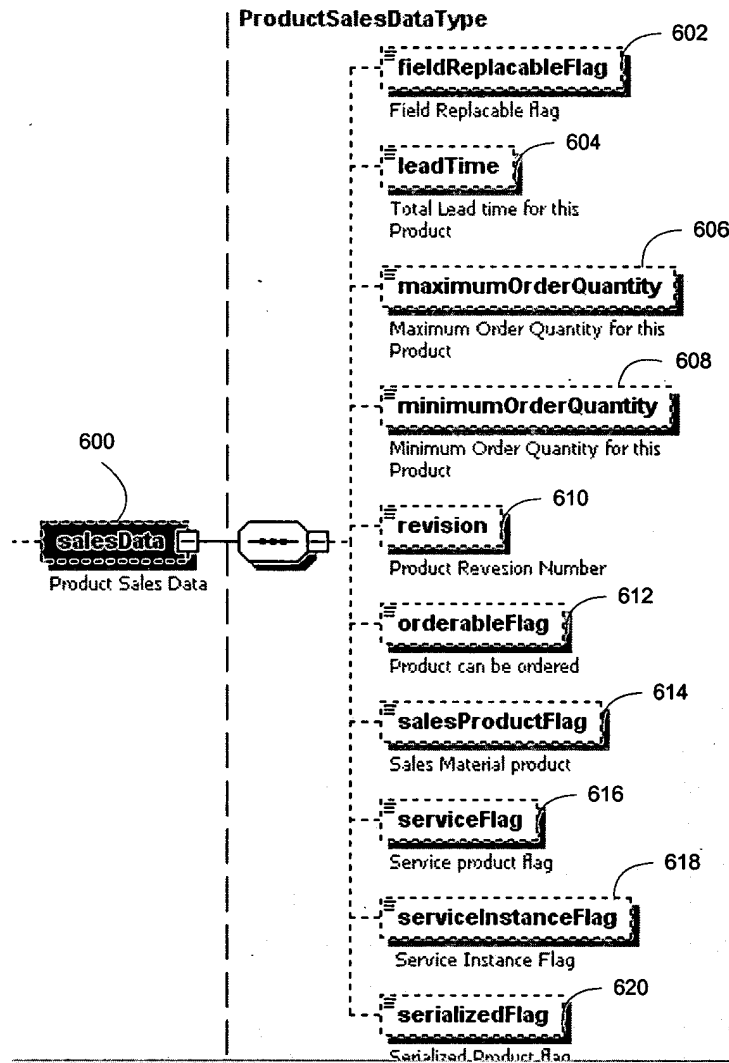 ProductSalesDataType
602
fieldReplacableFlag
Field Replacable flag
604
leadTime
Total Lead time for this
Product
606
maximumOrderQuantity
Maximum Order Quantity for this
Product
608
minimumOrderQuantity
Minimum Order Quantity for this
Product
600
salesData
Product Sales Data
610
revision
Product Revesion Number
612
orderableFlag
Product can be ordered
614
salesProductFlag
Sales Material product
616
serviceFlag
Service product flag
618
serviceInstanceFlag
Service Instance Flag
620
serializedFlag
Serialized Product flag